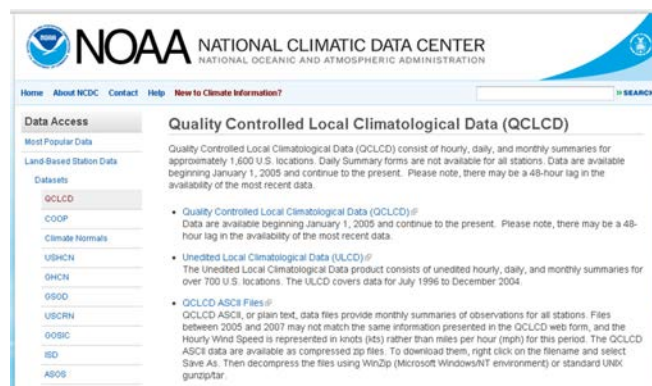 NOAA NATIONAL CLIMATIC DATA CENTER
NATIONAL OCEANIC AND ATMOSPHERIC ADMINISTRATION
Home About NCDC Contact Help New to Climate Information?
SEARCH
Data Access
Most Popular Data
Land-Based Station Data
Datasets
QCLCD
COOP
Climate Normals
USHCN
GHCN
GSOD
USCRN
GOSIC
ISD
ASOS
Quality Controlled Local Climatological Data (QCLCD)
Quality Controlled Local Climatological Data (QCLCD) consist of hourly, daily, and monthly summaries for
approximately 1,600 U.S. locations. Daily Summary forms are not available for all stations. Data are available
beginning January 1, 2005 and continue to the present. Please note, there may be a 48-hour lag in the
availability of the most recent data.
• Quality Controlled Local Climatological Data (QCLCD)
Data are available beginning January 1, 2005 and continue to the present. Please note, there may be a 48-
hour lag in the availability of the most recent data.
• Unedited Local Climatological Data (ULCD)
The Unedited Local Climatological Data product consists of unedited hourly, daily, and monthly summaries for
over 700 U.S. locations. The ULCD covers data for July 1996 to December 2004.
• QCLCD ASCII Files
QCLCD ASCII, or plain text, data files provide monthly summaries of observations for all stations. Files
between 2005 and 2007 may not match the same information presented in the QCLCD web form, and the
Hourly Wind Speed is represented in knots (kts) rather than miles per hour (mph) for this period. The QCLCD
ASCII data are available as compressed zip files. To download them, right click on the filename and select
Save As. Then decompress the files using WinZip (Microsoft Windows/NT environment) or standard UNIX
gunzip/tar.